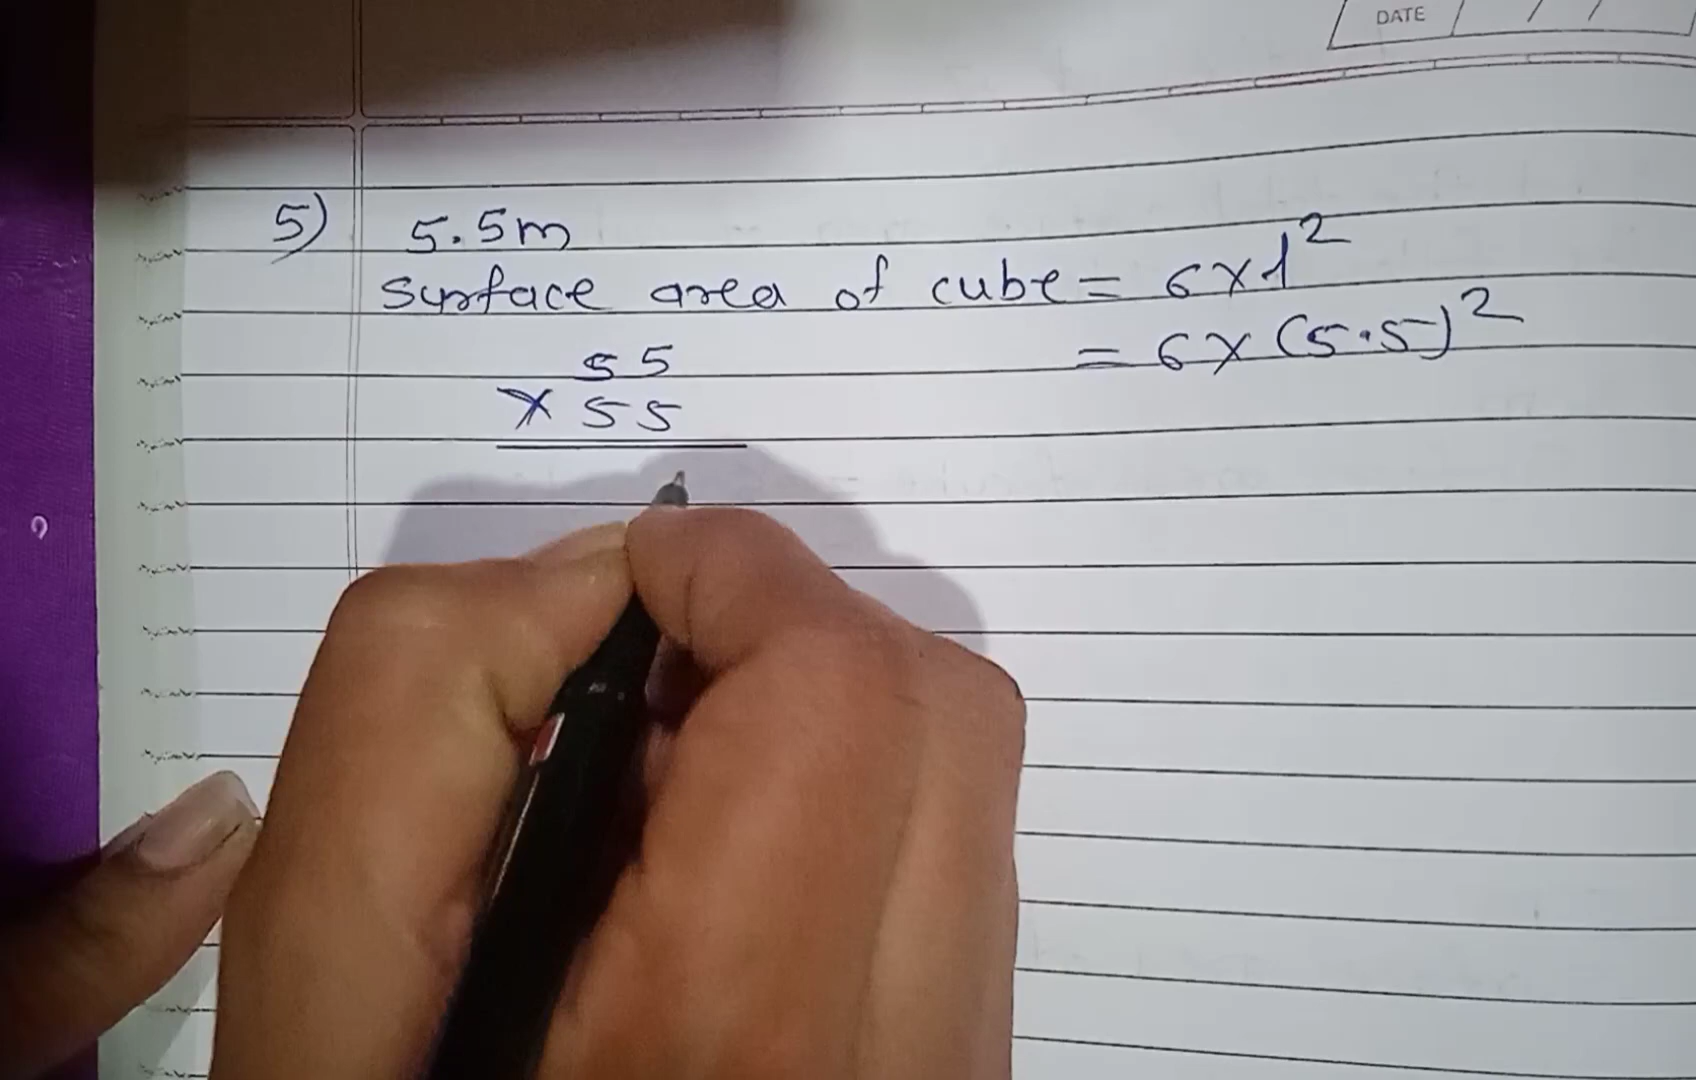 DATE / /
5) 5.5m
Surface area of cube = 6×l²
= 6×(5.5)²
55
×55